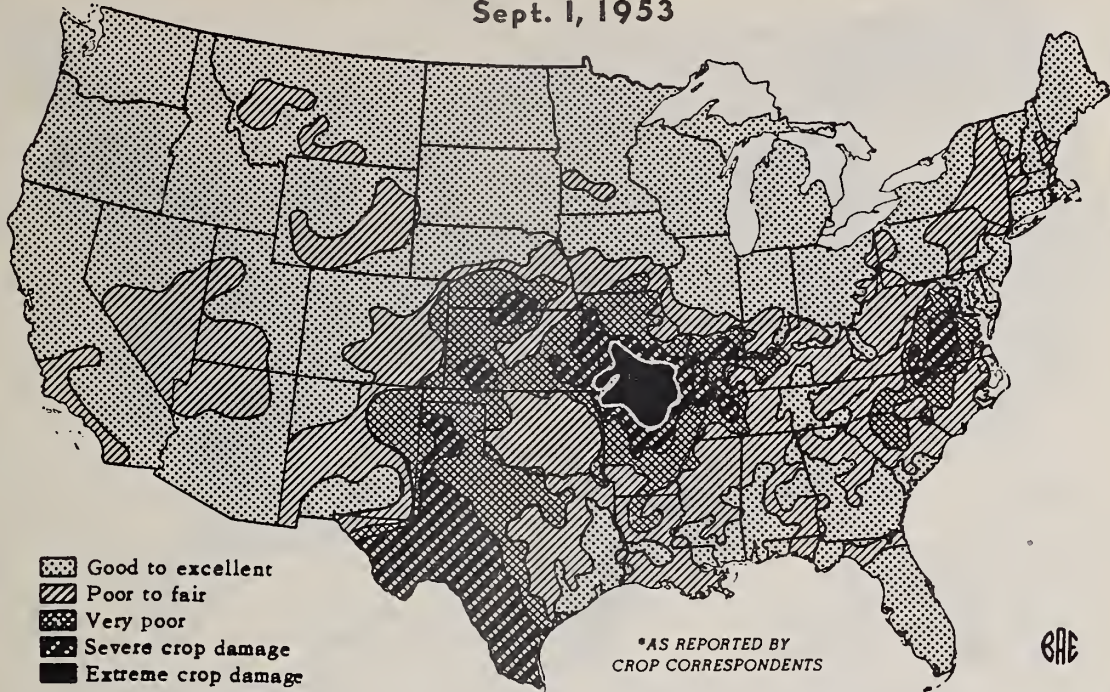 Sept. 1, 1953
Good to excellent
Poor to fair
Very poor
Severe crop damage
Extreme crop damage
*AS REPORTED BY
CROP CORRESPONDENTS
BAE